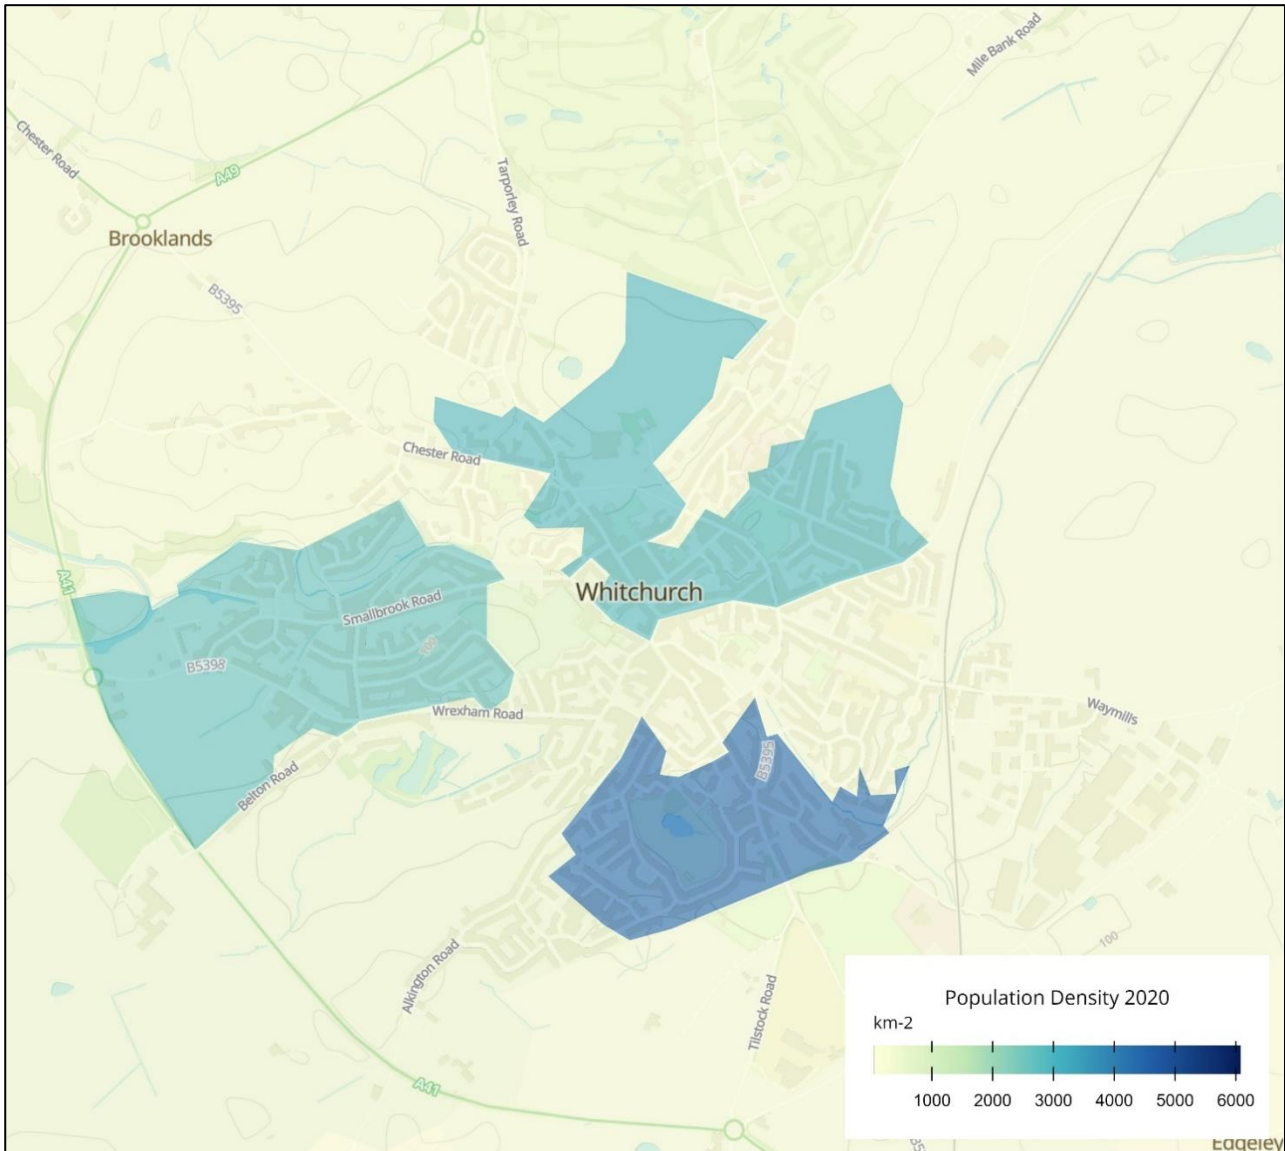 Mile Bank Road
Chester Road
A49
Tarporley Road
Brooklands
B5395
Chester Road
A41
Smallbrook Road
Whitchurch
100
B5398
Wrexham Road
Waymills
B5395
Belton Road
Alkington Road
100
Tilstock Road
Population Density 2020
km-2
1000 2000 3000 4000 5000 6000
A41
Edgeley